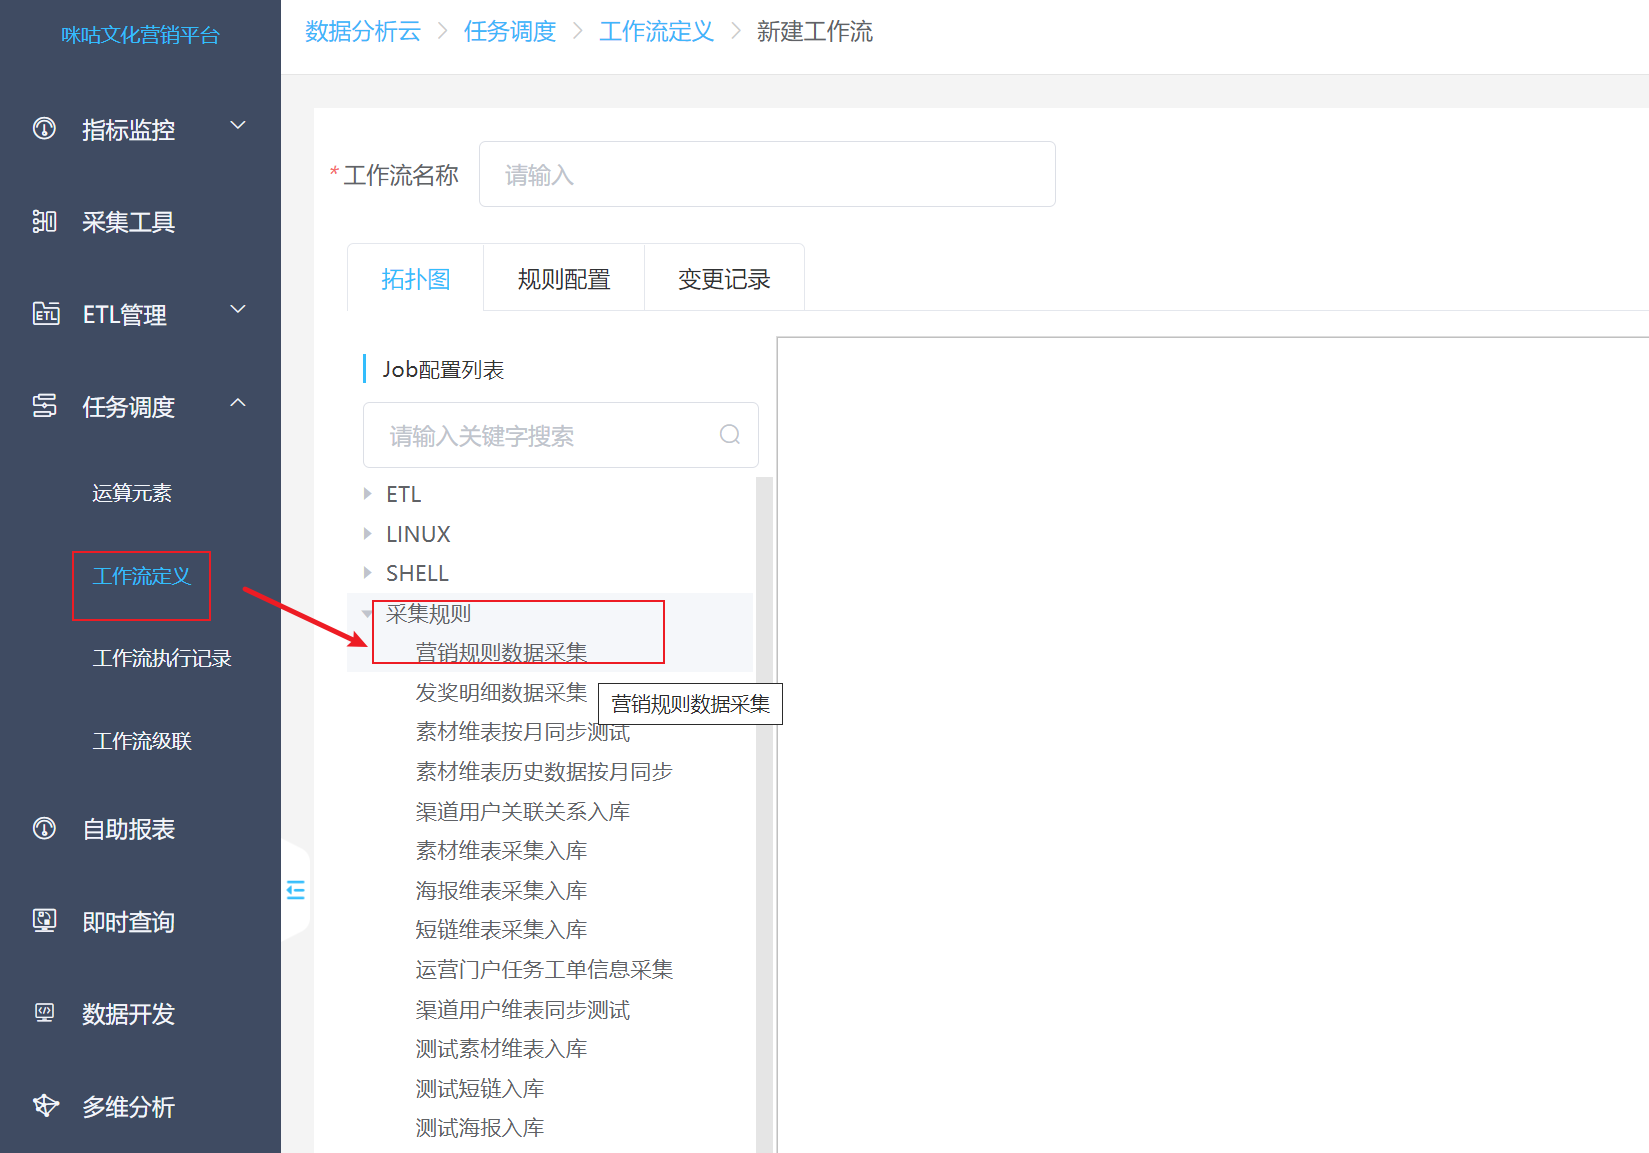 咪咕文化营销平台
指标监控
采集工具
ETL管理
任务调度
运算元素
工作流定义
工作流执行记录
工作流级联
自助报表
即时查询
数据开发
多维分析
数据分析云 > 任务调度 > 工作流定义 > 新建工作流
*工作流名称 请输入
拓扑图 规则配置 变更记录
Job配置列表
请输入关键字搜索
ETL
LINUX
SHELL
采集规则
营销规则数据采集
发奖明细数据采集
营销规则数据采集
素材维表按月同步测试
素材维表历史数据按月同步
渠道用户关联关系入库
素材维表采集入库
海报维表采集入库
短链维表采集入库
运营门户任务工单信息采集
渠道用户维表同步测试
测试素材维表入库
测试短链入库
测试海报入库